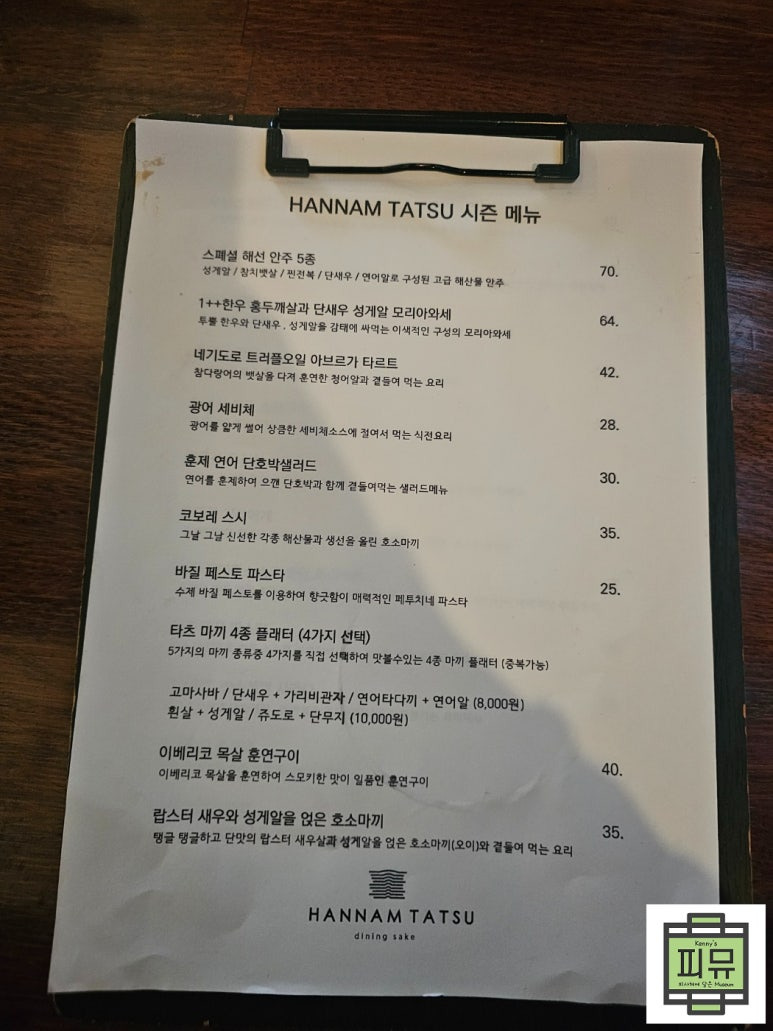 HANNAM TATSU 시즌 메뉴
스페셜 해선 안주 5종
70.
성게알 / 참치뱃살 / 찐전복 / 단새우 / 연어알로 구성된 고급 해산물 안주
1++한우 홍두깨살과 단새우 성게알 모리아와세
64.
투뿔 한우와 단새우 , 성게알을 감태에 싸먹는 이색적인 구성의 모리아와세
네기도로 트러플오일 아브르가 타르트
42.
참다랑어의 뱃살을 다져 훈연한 청어알과 곁들여 먹는 요리
광어 세비체
28.
광어를 얇게 썰어 상큼한 세비체소스에 절여서 먹는 식전요리
훈제 연어 단호박샐러드
30.
연어를 훈제하여 으깬 단호박과 함께 곁들여먹는 샐러드메뉴
코보레 스시
35.
그날 그날 신선한 각종 해산물과 생선을 올린 호소마끼
바질 페스토 파스타
25.
수제 바질 페스토를 이용하여 향긋함이 매력적인 페투치네 파스타
타츠 마끼 4종 플래터 (4가지 선택)
5가지의 마끼 종류중 4가지를 직접 선택하여 맛볼수있는 4종 마끼 플래터 (중복가능)
고마사바 / 단새우 + 가리비관자 / 연어타다끼 + 연어알 (8,000원)
흰살 + 성게알 / 쥬도로 + 단무지 (10,000원)
이베리코 목살 훈연구이
40.
이베리코 목살을 훈연하여 스모키한 맛이 일품인 훈연구이
랍스터 새우와 성게알을 얹은 호소마끼
35.
탱글 탱글하고 단맛의 랍스터 새우살과 성게알을 얹은 호소마끼(오이)와 곁들여 먹는 요리
HANNAM TATSU
dining sake
Kenny's
피뮤
피사체에 담은 Museum